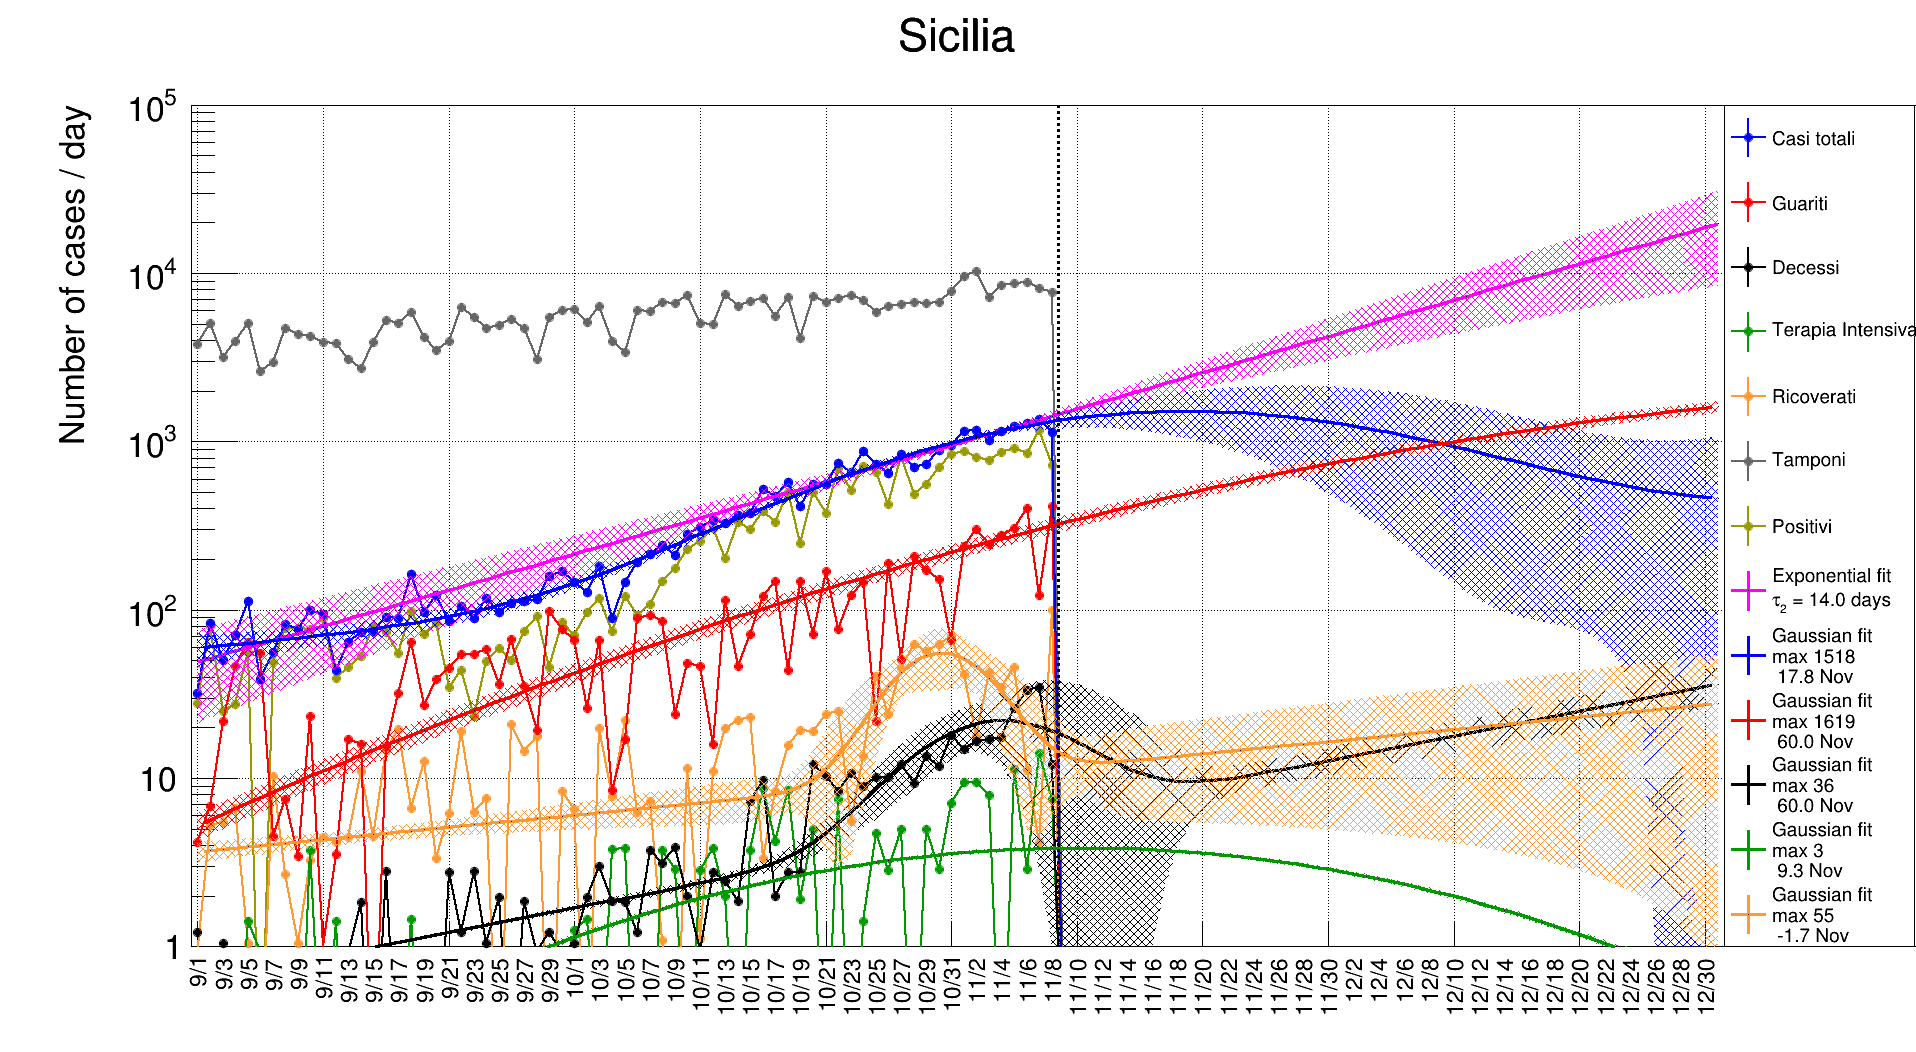 Sicilia
Number of cases / day
10^5
10^4
10^3
10^2
10
1
9/1
9/3
9/5
9/7
9/9
9/11
9/13
9/15
9/17
9/19
9/21
9/23
9/25
9/27
9/29
10/1
10/3
10/5
10/7
10/9
10/11
10/13
10/15
10/17
10/19
10/21
10/23
10/25
10/27
10/29
10/31
11/2
11/4
11/6
11/8
11/10
11/12
11/14
11/16
11/18
11/20
11/22
11/24
11/26
11/28
11/30
12/2
12/4
12/6
12/8
12/10
12/12
12/14
12/16
12/18
12/20
12/22
12/24
12/26
12/28
12/30
Casi totali
Guariti
Decessi
Terapia Intensiva
Ricoverati
Tamponi
Positivi
Exponential fit
τ2 = 14.0 days
Gaussian fit
max 1518
17.8 Nov
Gaussian fit
max 1619
60.0 Nov
Gaussian fit
max 36
60.0 Nov
Gaussian fit
max 3
9.3 Nov
Gaussian fit
max 55
-1.7 Nov